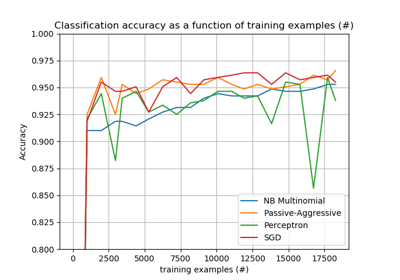 Classification accuracy as a function of training examples (#)
1.000
0.975
0.950
0.925
0.900
0.875
0.850
0.825
0.800
Accuracy
NB Multinomial
Passive-Aggressive
Perceptron
SGD
0 2500 5000 7500 10000 12500 15000 17500
training examples (#)